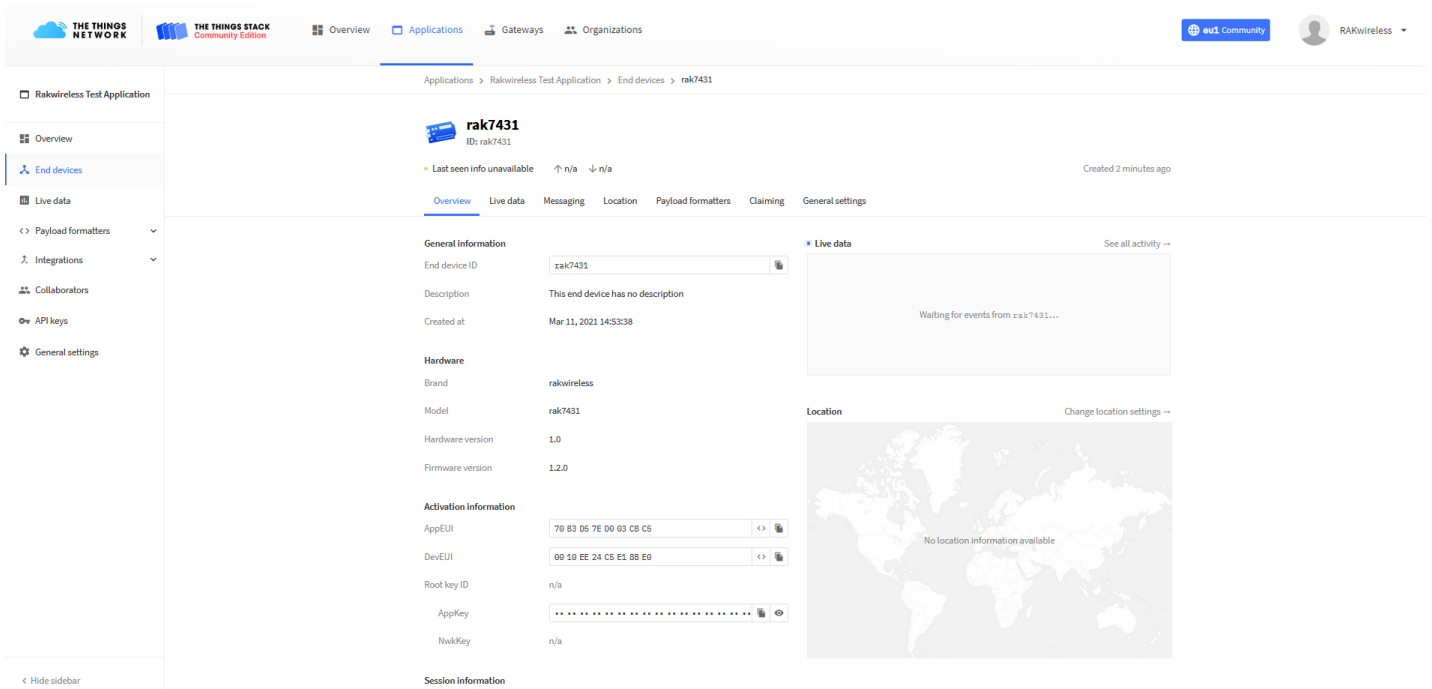 THE THINGS NETWORK
THE THINGS STACK
Community Edition
Overview
Applications
Gateways
Organizations
eu1 Community
RAKwireless
Rakwireless Test Application
Overview
End devices
Live data
Payload formatters
Integrations
Collaborators
API keys
General settings
Hide sidebar
Applications > Rakwireless Test Application > End devices > rak7431
rak7431
ID: rak7431
Last seen info unavailable ↑ n/a ↓ n/a
Created 2 minutes ago
Overview Live data Messaging Location Payload formatters Claiming General settings
General information
End device ID rak7431
Description This end device has no description
Created at Mar 11, 2021 14:53:38
Hardware
Brand rakwireless
Model rak7431
Hardware version 1.0
Firmware version 1.2.0
Activation information
AppEUI 70 B3 D5 7E D0 03 CB C5
DevEUI 00 10 EE 24 C5 E1 8B E0
Root key ID n/a
AppKey •• •• •• •• •• •• •• •• •• •• •• •• •• •• •• ••
NwkKey n/a
Session information
Live data
See all activity →
Waiting for events from rak7431...
Location
Change location settings →
No location information available